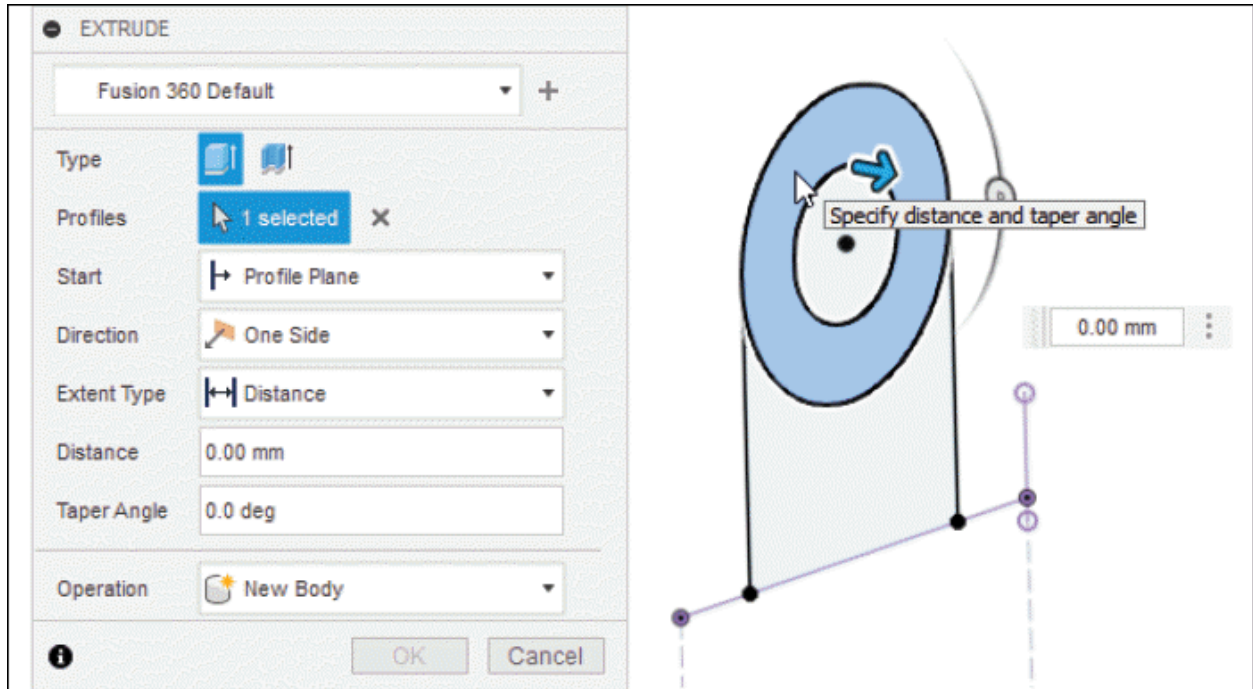 EXTRUDE
Fusion 360 Default
Type
Profiles 1 selected
Start Profile Plane
Direction One Side
Extent Type Distance
Distance 0.00 mm
Taper Angle 0.0 deg
Operation New Body
OK Cancel
Specify distance and taper angle
0.00 mm